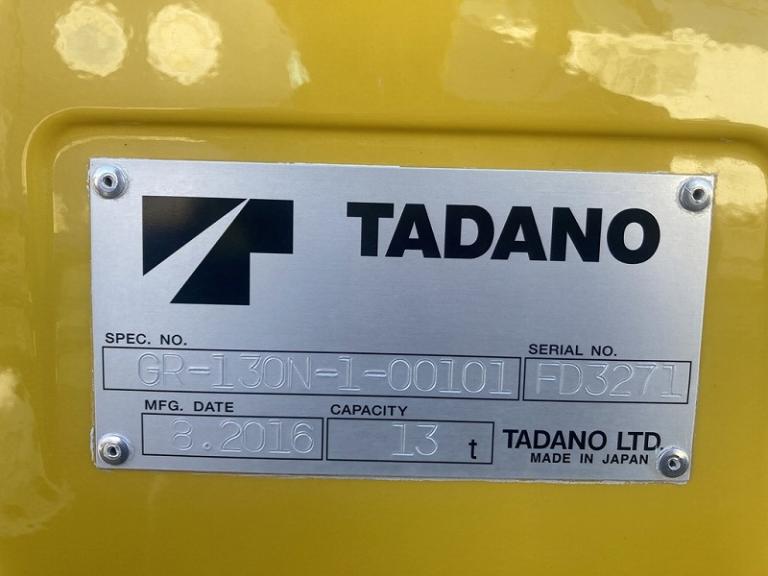 TADANO
SPEC. NO.
GR-130N-1-00101
SERIAL NO.
FD3271
MFG. DATE
8.2016
CAPACITY
13 t
TADANO LTD.
MADE IN JAPAN